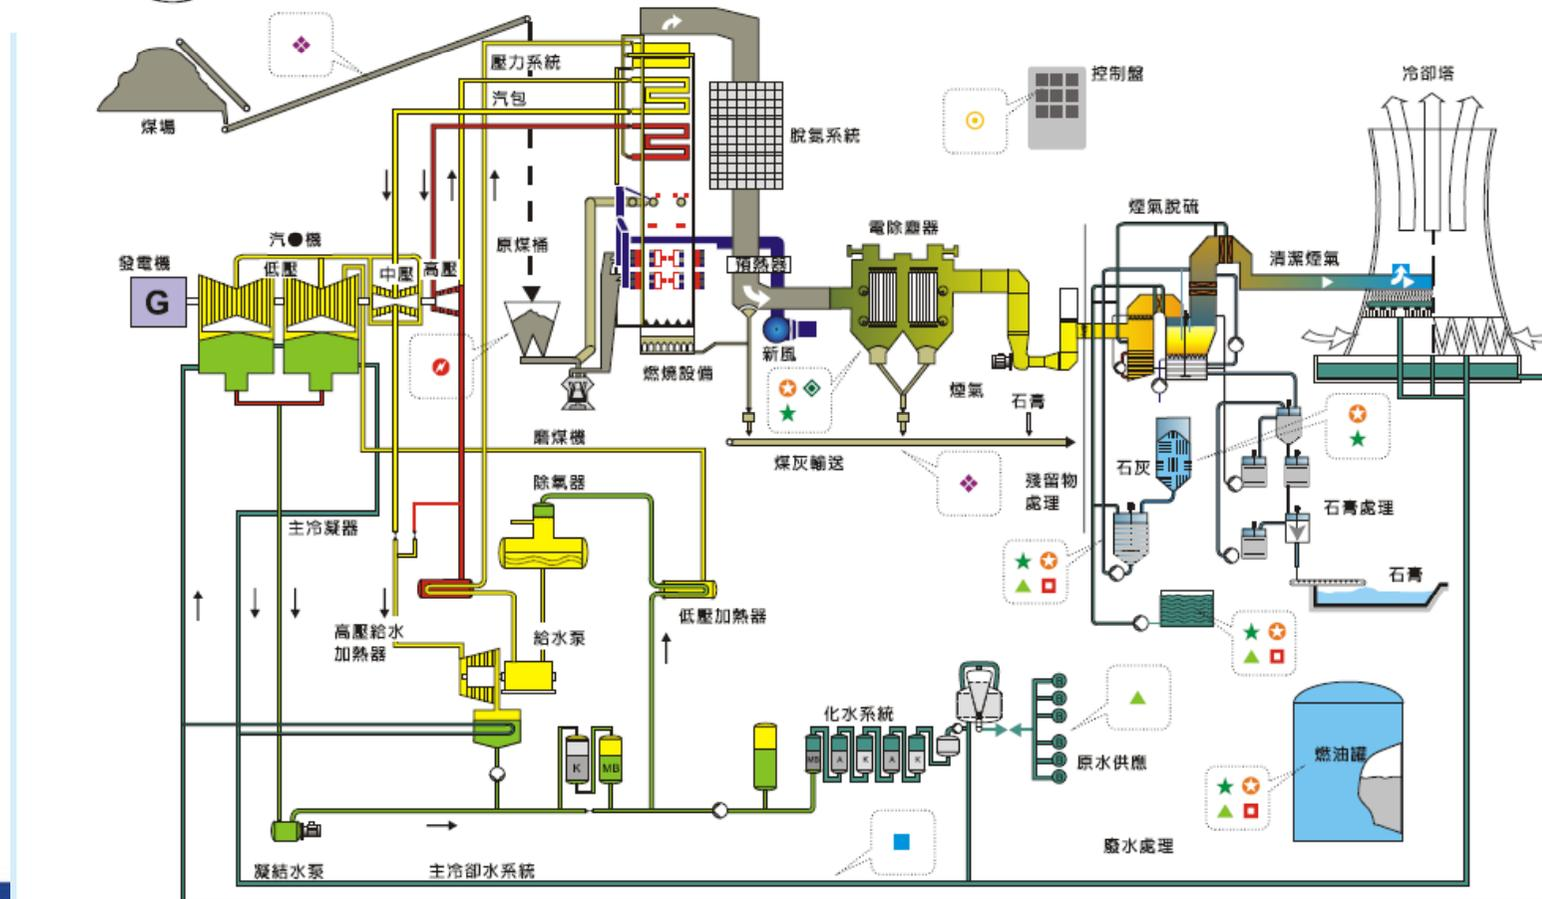 煤場
壓力系統
汽包
脫氮系統
控制盤
冷卻塔
汽●機
發電機
低壓
中壓
高壓
G
原煤桶
預熱器
電除塵器
煙氣脫硫
清潔煙氣
新風
燃燒設備
煙氣
石膏
磨煤機
煤灰輸送
殘留物
處理
石灰
石膏處理
除氧器
主冷凝器
石膏
低壓加熱器
高壓給水
加熱器
給水泵
化水系統
K
MB
MB
A
K
A
K
原水供應
燃油罐
廢水處理
凝結水泵
主冷卻水系統